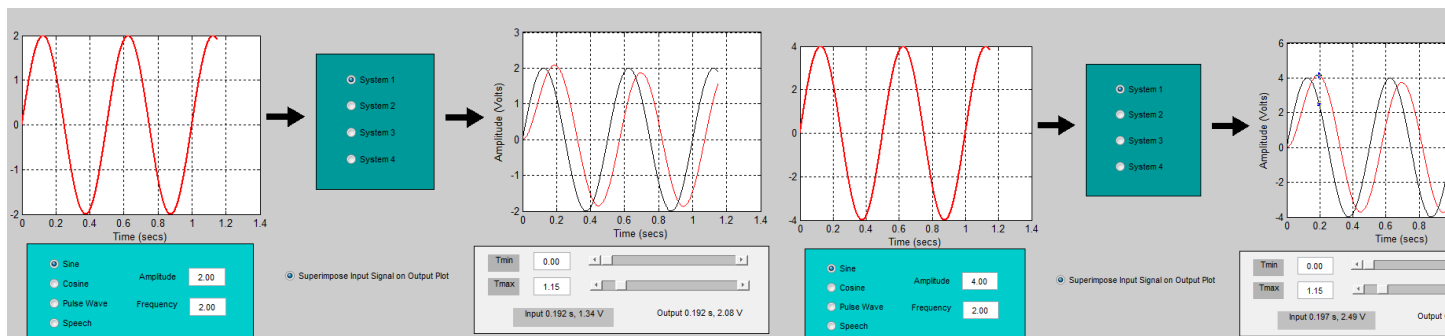 2
1
0
-1
-2
0
0.2
0.4
0.6
0.8
1
1.2
1.4
Time (secs)
System 1
System 2
System 3
System 4
Amplitude (Volts)
3
2
1
0
-1
-2
0
0.2
0.4
0.6
0.8
1
1.2
1.4
Time (secs)
Sine
Cosine
Pulse Wave
Speech
Amplitude
2.00
Frequency
2.00
Superimpose Input Signal on Output Plot
Tmin
0.00
Tmax
1.15
Input 0.192 s, 1.34 V
Output 0.192 s, 2.08 V
4
2
0
-2
-4
0
0.2
0.4
0.6
0.8
1
1.2
1.4
Time (secs)
System 1
System 2
System 3
System 4
Amplitude (Volts)
6
4
2
0
-2
-4
0
0.2
0.4
0.6
0.8
Time (secs)
Sine
Cosine
Pulse Wave
Speech
Amplitude
4.00
Frequency
2.00
Superimpose Input Signal on Output Plot
Tmin
0.00
Tmax
1.15
Input 0.197 s, 2.49 V
Output